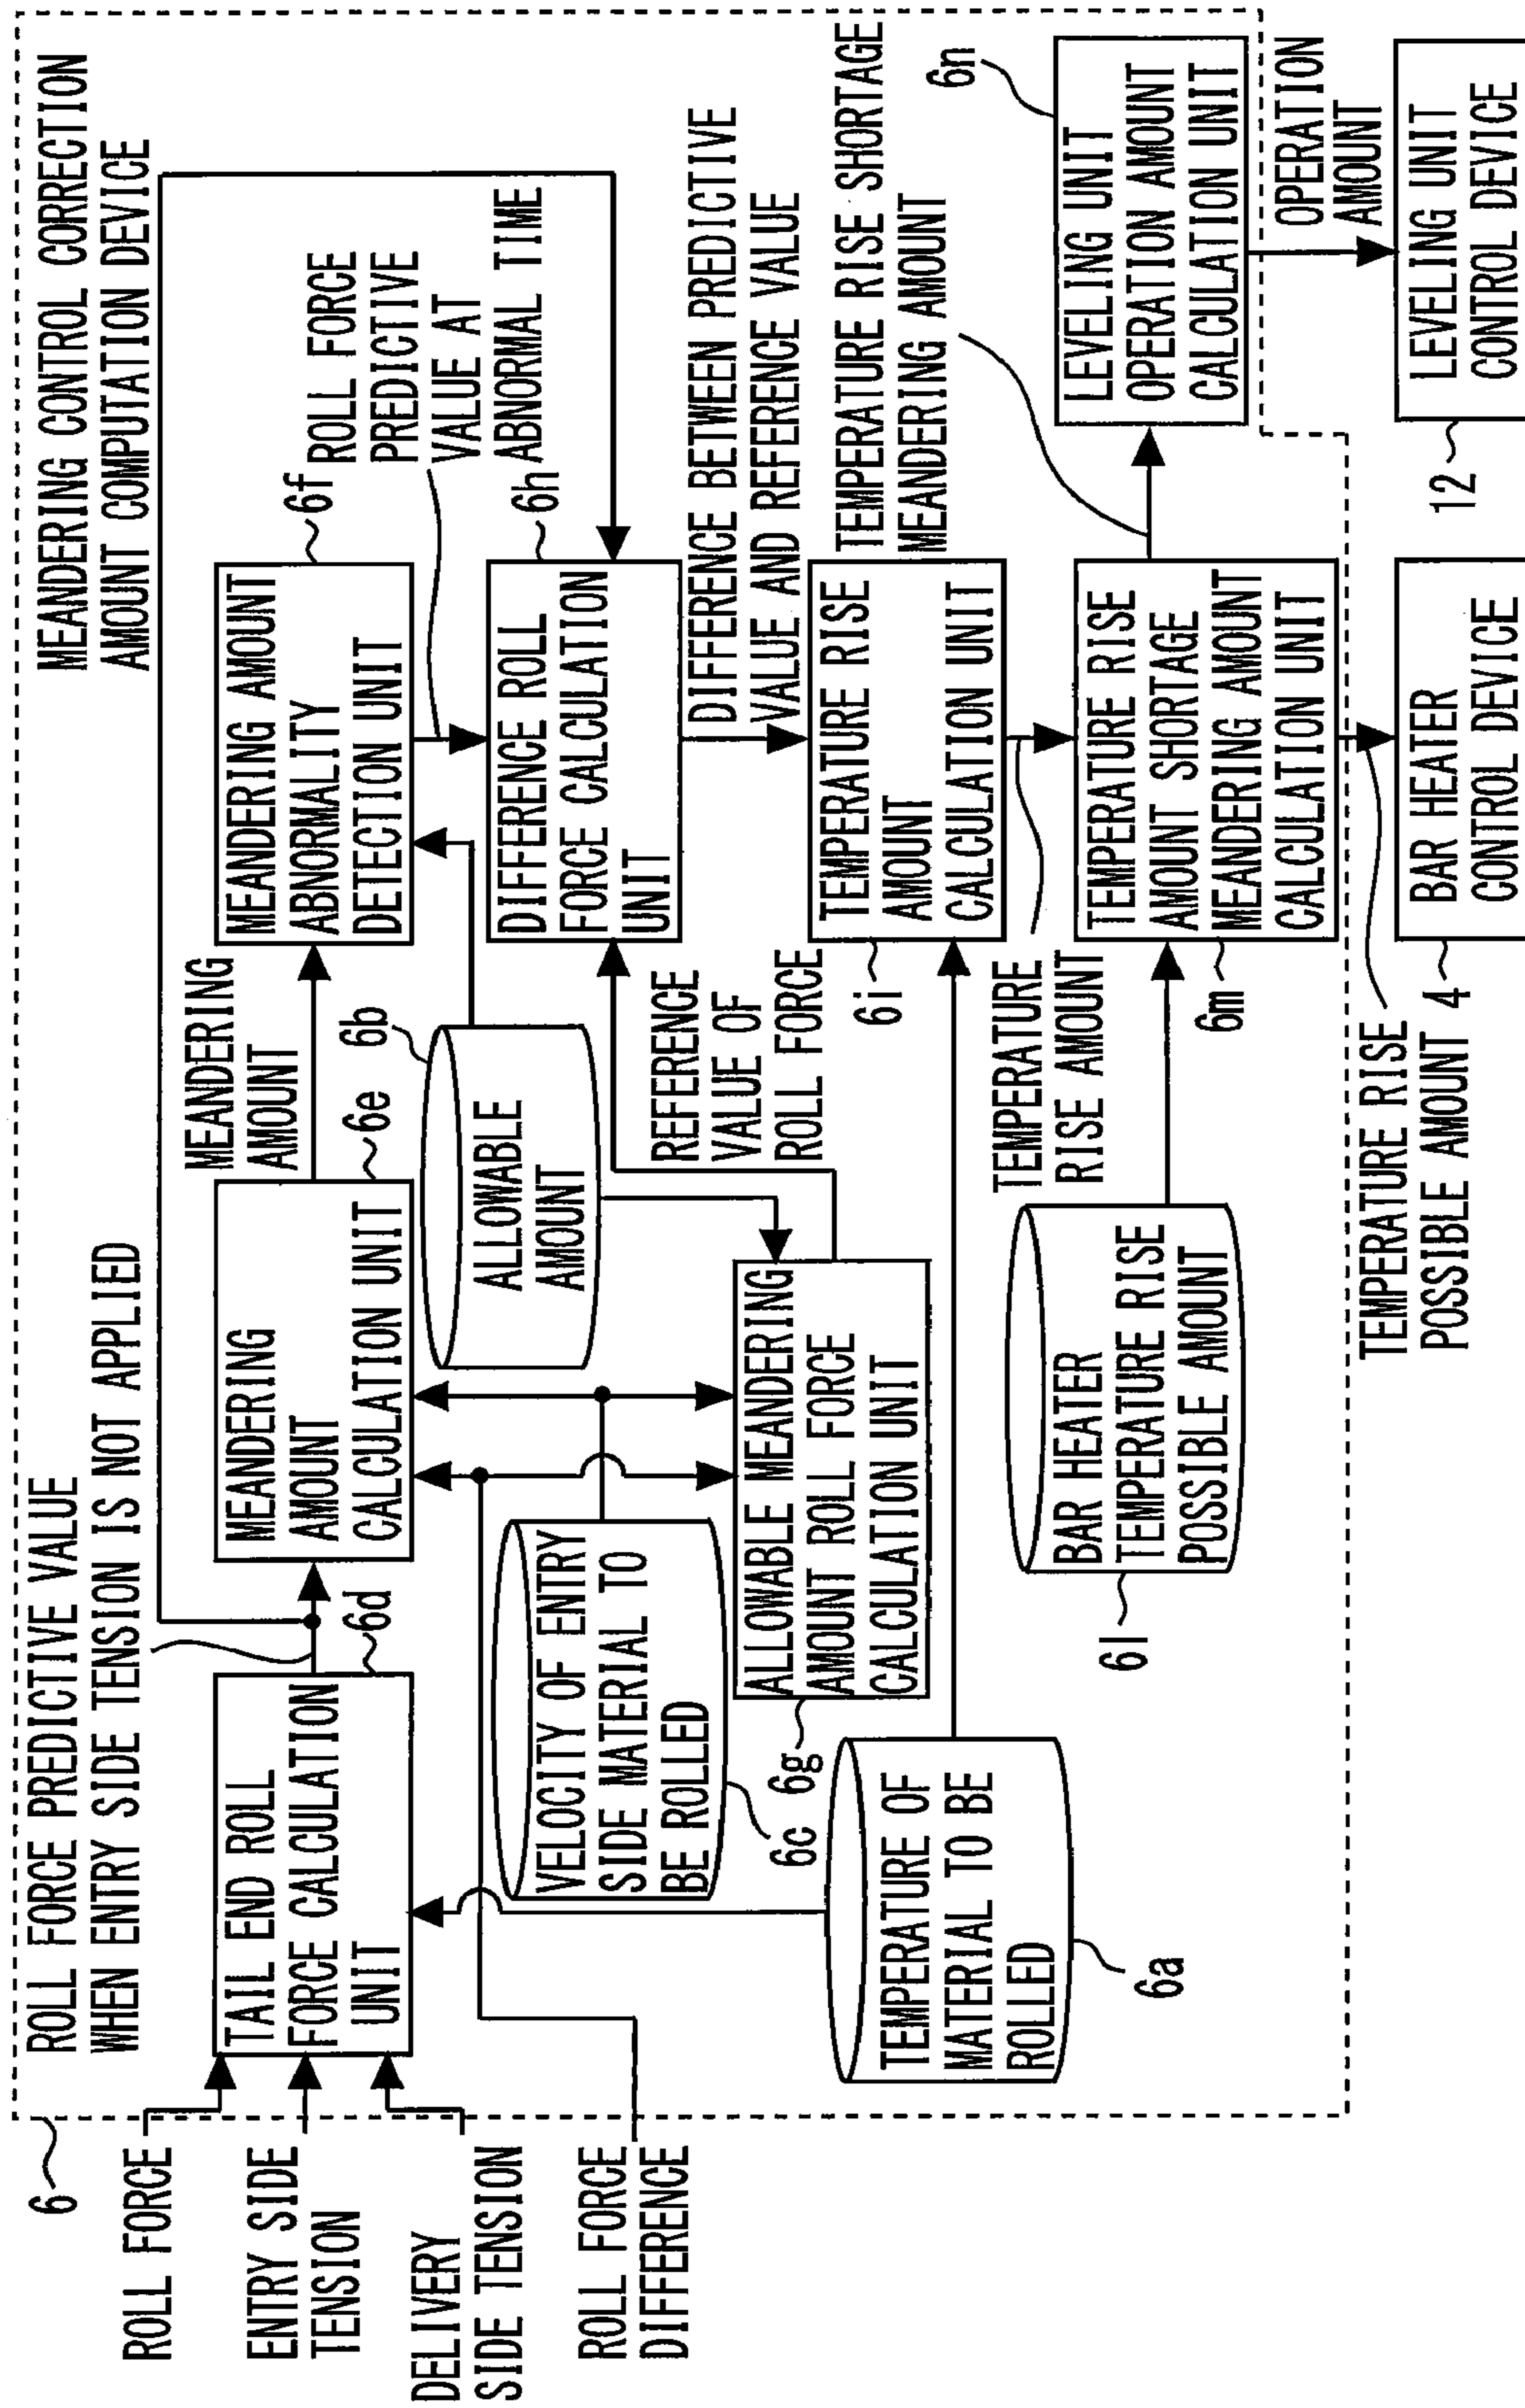 6
MEANDERING CONTROL CORRECTION
AMOUNT COMPUTATION DEVICE
ROLL FORCE PREDICTIVE VALUE
WHEN ENTRY SIDE TENSION IS NOT APPLIED
ROLL FORCE
ENTRY SIDE
TENSION
DELIVERY
SIDE TENSION
ROLL FORCE
DIFFERENCE
TAIL END ROLL
FORCE CALCULATION
UNIT
6d
MEANDERING
AMOUNT
CALCULATION UNIT
6e
MEANDERING
AMOUNT
MEANDERING AMOUNT
ABNORMALITY
DETECTION UNIT
6f
ROLL FORCE
PREDICTIVE
VALUE AT
ABNORMAL TIME
ALLOWABLE
AMOUNT
6b
VELOCITY OF ENTRY
SIDE MATERIAL TO
BE ROLLED
6c
DIFFERENCE ROLL
FORCE CALCULATION
UNIT
6h
REFERENCE
VALUE OF
ROLL FORCE
DIFFERENCE BETWEEN PREDICTIVE
VALUE AND REFERENCE VALUE
ALLOWABLE MEANDERING
AMOUNT ROLL FORCE
CALCULATION UNIT
6g
TEMPERATURE OF
MATERIAL TO BE
ROLLED
6a
TEMPERATURE RISE
AMOUNT
CALCULATION UNIT
6i
TEMPERATURE RISE SHORTAGE
MEANDERING AMOUNT
TEMPERATURE
RISE AMOUNT
BAR HEATER
TEMPERATURE RISE
POSSIBLE AMOUNT
6l
TEMPERATURE RISE
AMOUNT SHORTAGE
MEANDERING AMOUNT
CALCULATION UNIT
6m
LEVELING UNIT
OPERATION AMOUNT
CALCULATION UNIT
6n
OPERATION
AMOUNT
TEMPERATURE RISE
POSSIBLE AMOUNT
BAR HEATER
CONTROL DEVICE
4
LEVELING UNIT
CONTROL DEVICE
12